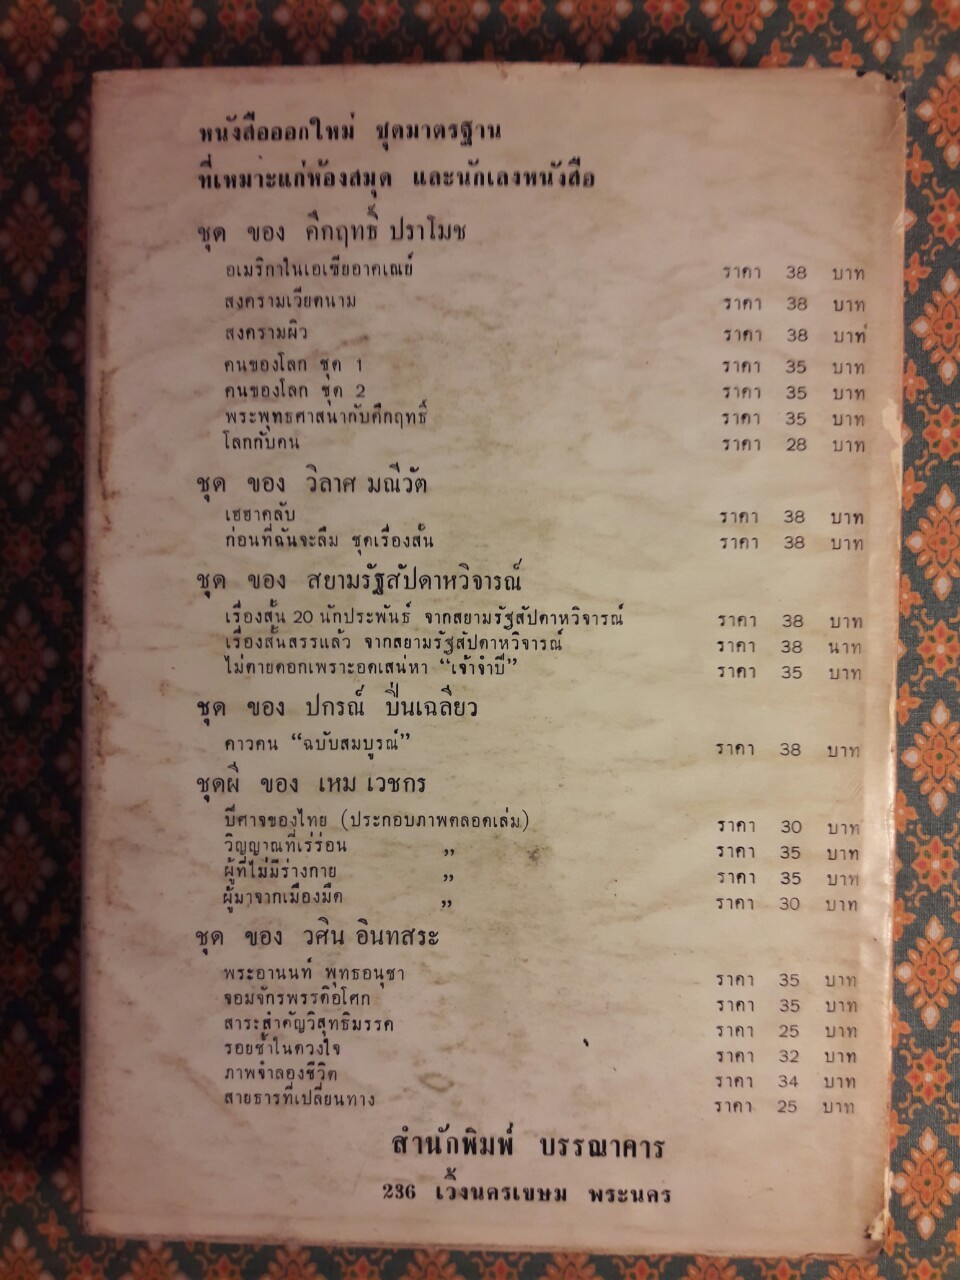 หนังสือออกใหม่ ชุดมาตรฐาน
ที่เหมาะแก่ห้องสมุด และนักเลงหนังสือ
ชุด ของ คึกฤทธิ์ ปราโมช
อเมริกาในเอเซียอาคเณย์ ราคา 38 บาท
สงครามเวียดนาม ราคา 38 บาท
สงครามผิว ราคา 38 บาท
คนของโลก ชุด 1 ราคา 35 บาท
คนของโลก ชุด 2 ราคา 35 บาท
พระพุทธศาสนากับคึกฤทธิ์ ราคา 35 บาท
โลกกับคน ราคา 28 บาท
ชุด ของ วิลาศ มณีวัต
เฮฮาคลับ ราคา 38 บาท
ก่อนที่ฉันจะลืม ชุดเรื่องสั้น ราคา 38 บาท
ชุด ของ สยามรัฐสัปดาหวิจารณ์
เรื่องสั้น 20 นักประพันธ์ จากสยามรัฐสัปดาหวิจารณ์ ราคา 38 บาท
เรื่องสั้นสรรแล้ว จากสยามรัฐสัปดาหวิจารณ์ ราคา 38 นาท
ไม่ตายดอกเพราะอดเสน่หา “เจ้าจำปี” ราคา 35 บาท
ชุด ของ ปกรณ์ ปิ่นเฉลียว
คาวคน “ฉบับสมบูรณ์” ราคา 38 บาท
ชุดผี ของ เหม เวชกร
ปีศาจของไทย (ประกอบภาพตลอดเล่ม) ราคา 30 บาท
วิญญาณที่เร่ร่อน ,, ราคา 35 บาท
ผู้ที่ไม่มีร่างกาย ,, ราคา 35 บาท
ผู้มาจากเมืองมืด ,, ราคา 30 บาท
ชุด ของ วศิน อินทสระ
พระอานนท์ พุทธอนุชา ราคา 35 บาท
จอมจักรพรรดิอโศก ราคา 35 บาท
สาระสำคัญวิสุทธิมรรค ราคา 25 บาท
รอยช้ำในดวงใจ ราคา 32 บาท
ภาพจำลองชีวิต ราคา 34 บาท
สายธารที่เปลี่ยนทาง ราคา 25 บาท
สำนักพิมพ์ บรรณาคาร
236 เวิ้งนครเขษม พระนคร